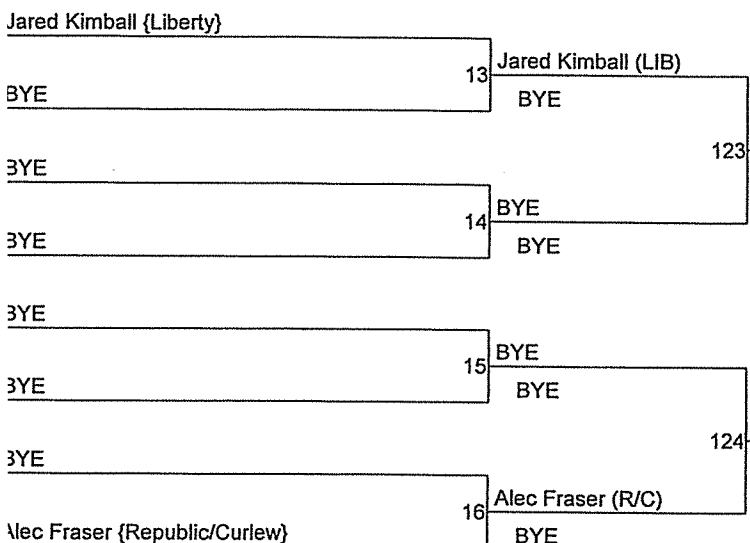 Jared Kimball {Liberty}
13 Jared Kimball (LIB)
BYE
BYE
123
BYE
14 BYE
BYE
BYE
BYE
15 BYE
BYE
BYE
124
BYE
16 Alec Fraser (R/C)
Alec Fraser {Republic/Curlew}
BYE